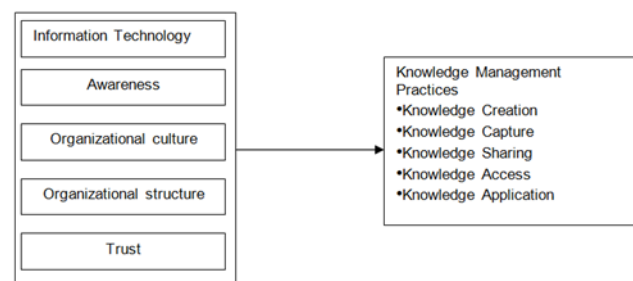 Information Technology
Awareness
Organizational culture
Organizational structure
Trust
Knowledge Management
Practices
•Knowledge Creation
•Knowledge Capture
•Knowledge Sharing
•Knowledge Access
•Knowledge Application